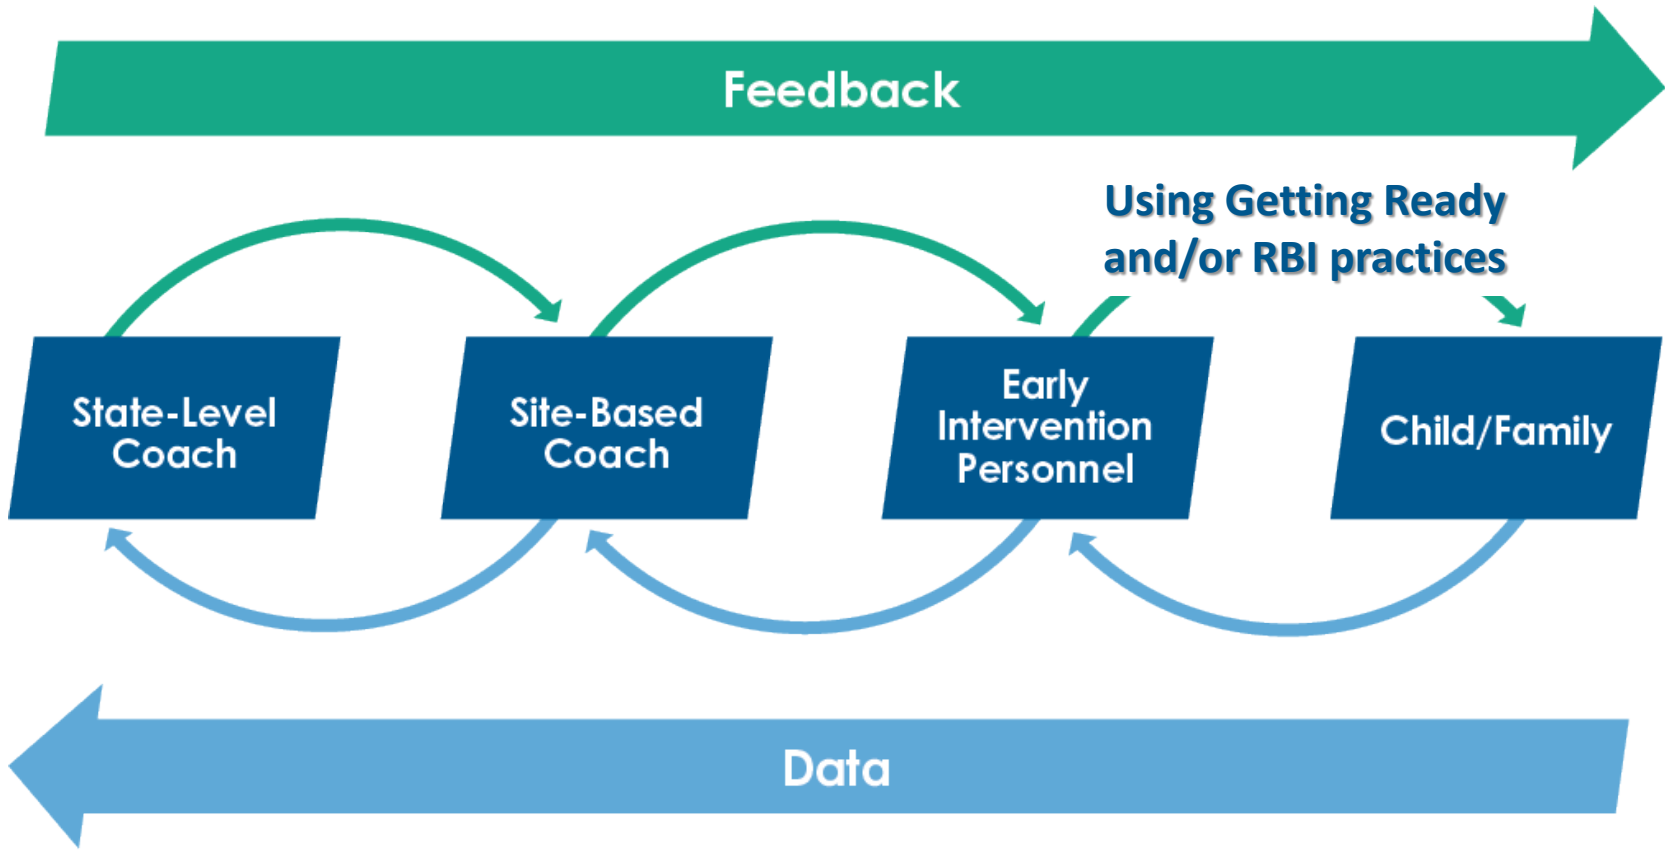 Feedback
Using Getting Ready
and/or RBI practices
State-Level
Coach
Site-Based
Coach
Early
Intervention
Personnel
Child/Family
Data